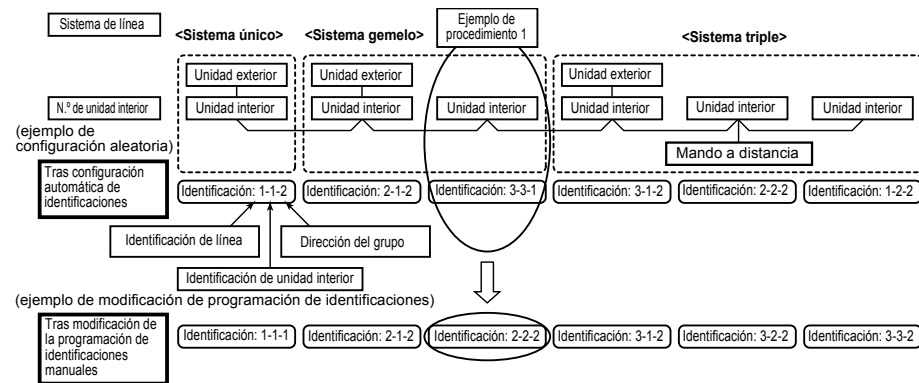 Sistema de línea
<Sistema único>
<Sistema gemelo>
Ejemplo de
procedimiento 1
<Sistema triple>
Unidad exterior
Unidad exterior
Unidad exterior
N.º de unidad interior
Unidad interior
Unidad interior
Unidad interior
Unidad interior
Unidad interior
Unidad interior
(ejemplo de
configuración aleatoria)
Mando a distancia
Tras configuración
automática de
identificaciones
Identificación: 1-1-2
Identificación: 2-1-2
Identificación: 3-3-1
Identificación: 3-1-2
Identificación: 2-2-2
Identificación: 1-2-2
Identificación de línea
Dirección del grupo
Identificación de unidad interior
(ejemplo de modificación de programación de identificaciones)
Tras modificación de
la programación de
identificaciones
manuales
Identificación: 1-1-1
Identificación: 2-1-2
Identificación: 2-2-2
Identificación: 3-1-2
Identificación: 3-2-2
Identificación: 3-3-2